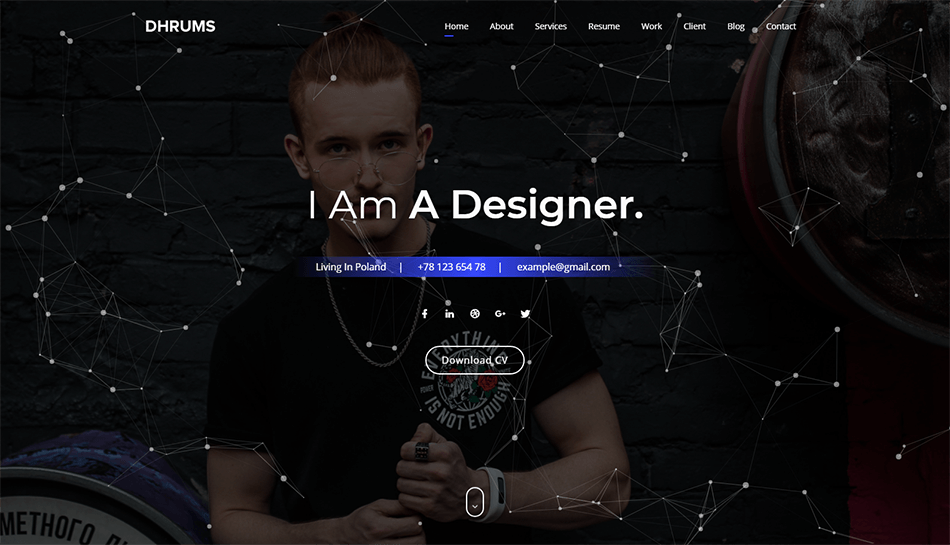 DHRUMS
Home About Services Resume Work Client Blog Contact
I Am A Designer.
Living In Poland | +78 123 654 78 | example@gmail.com
G+
Download CV
EVERYTHING
IS NOT ENOUGH
МЕТНОГО